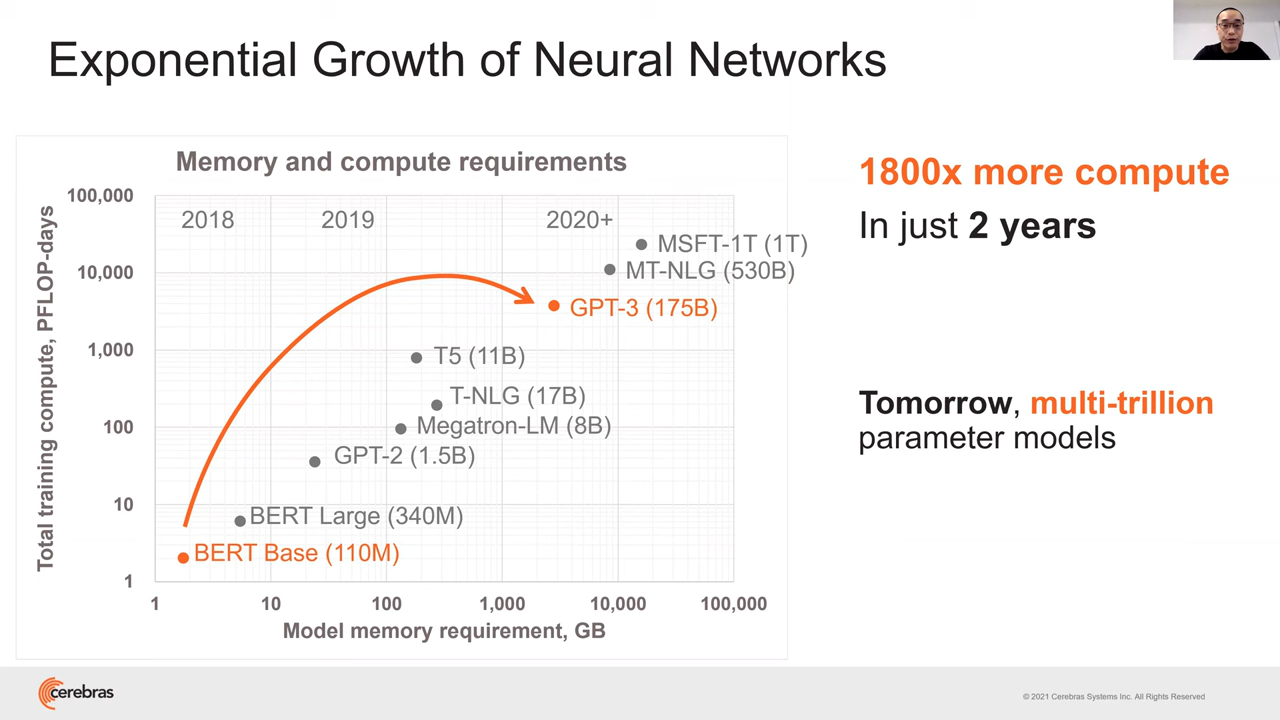 Exponential Growth of Neural Networks
Memory and compute requirements
Total training compute, PFLOP-days
100,000
10,000
1,000
100
10
1
2018
2019
2020+
MSFT-1T (1T)
MT-NLG (530B)
GPT-3 (175B)
T5 (11B)
T-NLG (17B)
Megatron-LM (8B)
GPT-2 (1.5B)
BERT Large (340M)
BERT Base (110M)
1
10
100
1,000
10,000
100,000
Model memory requirement, GB
1800x more compute
In just 2 years
Tomorrow, multi-trillion
parameter models
cerebras
© 2021 Cerebras Systems Inc. All Rights Reserved